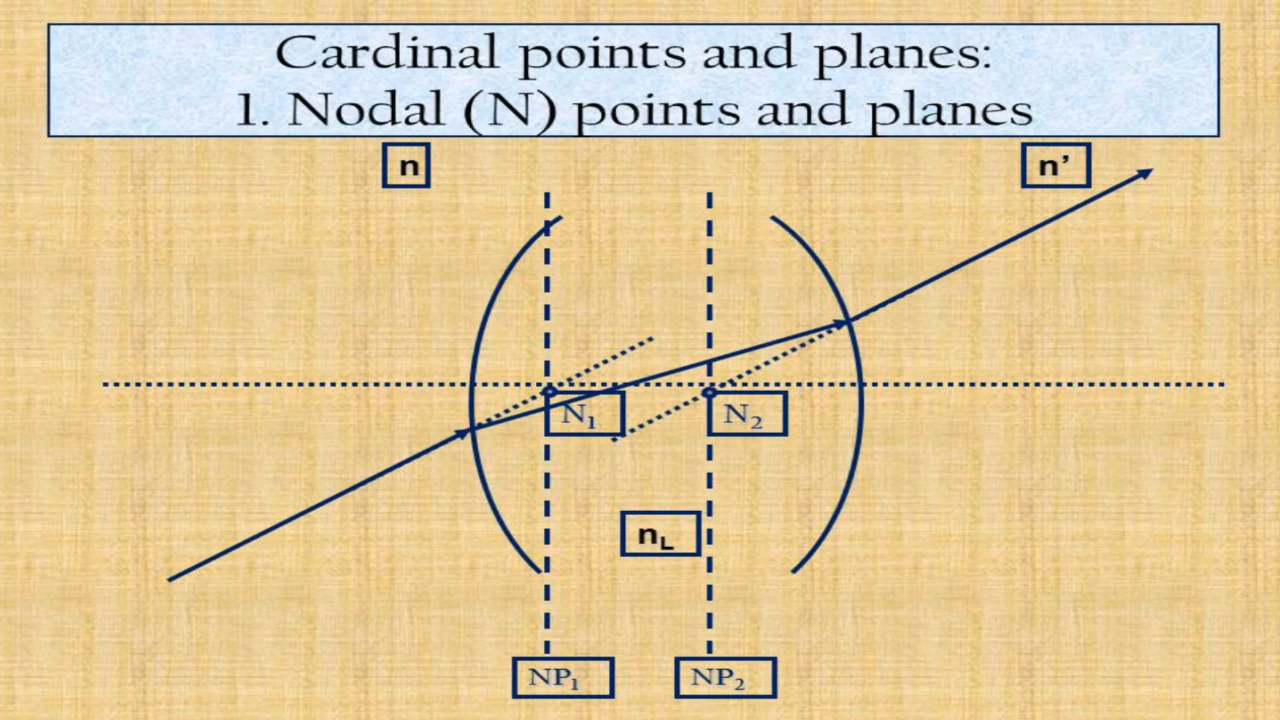 Cardinal points and planes:
1. Nodal (N) points and planes
n
n’
N₁
N₂
nL
NP₁
NP₂